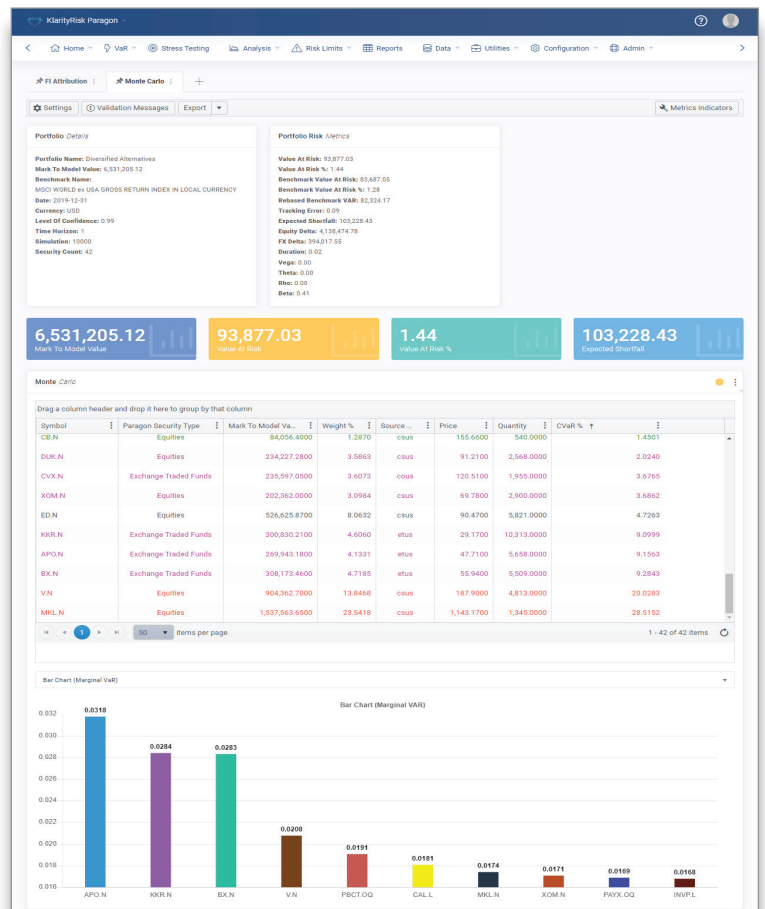 KlarityRisk Paragon
?
Home VaR Stress Testing Analysis Risk Limits Reports Data Utilities Configuration Admin
FI Attribution Monte Carlo +
Settings Validation Messages Export Metrics Indicators
Portfolio Details
Portfolio Name: Diversified Alternatives
Mark To Model Value: 6,531,205.12
Benchmark Name:
MSCI WORLD ex USA GROSS RETURN INDEX IN LOCAL CURRENCY
Date: 2019-12-31
Currency: USD
Level Of Confidence: 0.99
Time Horizon: 1
Simulation: 10000
Security Count: 42
Portfolio Risk Metrics
Value At Risk: 93,877.03
Value At Risk %: 1.44
Benchmark Value At Risk: 83,687.05
Benchmark Value At Risk %: 1.28
Rebased Benchmark VAR: 82,324.17
Tracking Error: 0.09
Expected Shortfall: 103,228.43
Equity Delta: 4,138,474.78
FX Delta: 394,017.55
Duration: 0.02
Vega: 0.00
Theta: 0.00
Rho: 0.00
Beta: 0.41
6,531,205.12
Mark To Model Value
93,877.03
Value At Risk
1.44
Value At Risk %
103,228.43
Expected Shortfall
Monte Carlo
Drag a column header and drop it here to group by that column
Symbol Paragon Security Type Mark To Model Va... Weight % Source ... Price Quantity CVaR % ↑
CB.N Equities 84,056.4000 1.2870 csus 155.6600 540.0000 1.4501
DUK.N Equities 234,227.2800 3.5863 csus 91.2100 2,568.0000 2.0240
CVX.N Exchange Traded Funds 235,597.0500 3.6073 cous 120.5100 1,955.0000 3.6765
XOM.N Equities 202,362.0000 3.0984 csus 69.7800 2,900.0000 3.6862
ED.N Equities 526,625.8700 8.0632 csus 90.4700 5,821.0000 4.7263
KKR.N Exchange Traded Funds 300,830.2100 4.6060 etus 29.1700 10,313.0000 9.0999
APO.N Exchange Traded Funds 269,943.1800 4.1331 etus 47.7100 5,658.0000 9.1563
BX.N Exchange Traded Funds 308,173.4600 4.7185 etus 55.9400 5,509.0000 9.2843
V.N Equities 904,362.7000 13.8468 csus 187.9000 4,813.0000 20.0283
MKL.N Equities 1,537,563.6500 23.5418 csus 1,143.1700 1,345.0000 28.5152
1 50 items per page 1 - 42 of 42 items
Bar Chart (Marginal VaR)
Bar Chart (Marginal VAR)
0.032
0.030
0.028
0.026
0.024
0.022
0.020
0.018
0.016
0.0318
0.0284
0.0283
0.0208
0.0191
0.0181
0.0174
0.0171
0.0169
0.0168
APO.N KKR.N BX.N V.N PBCT.OQ CAL.L MKL.N XOM.N PAYX.OQ INVP.L